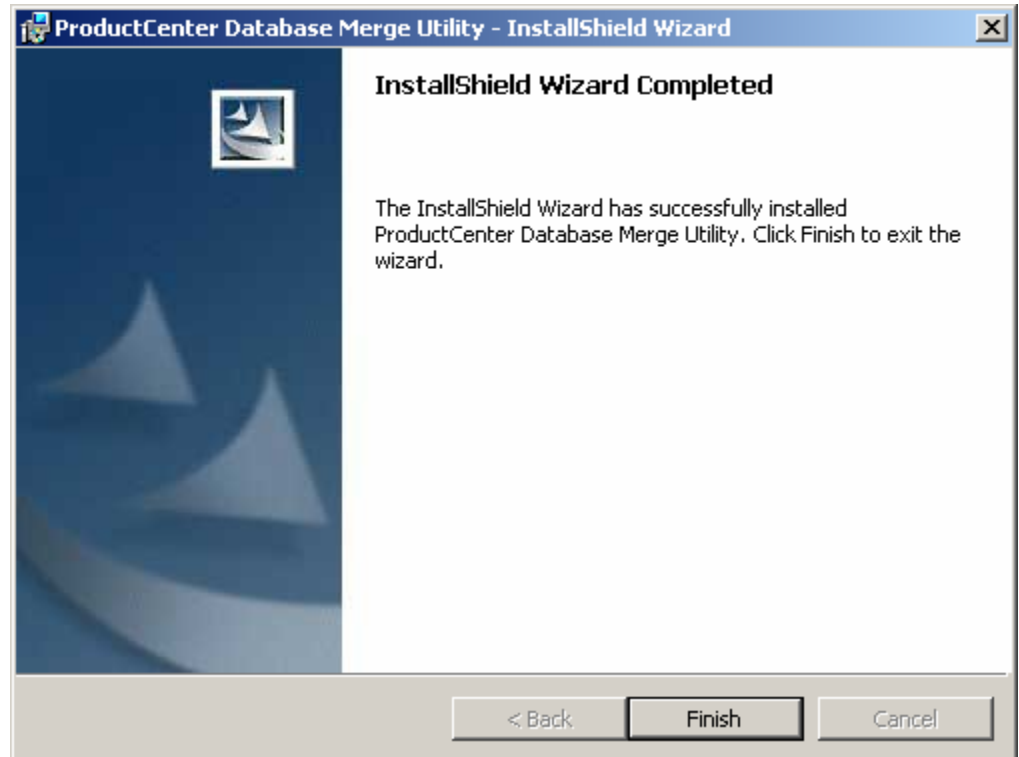 ProductCenter Database Merge Utility - InstallShield Wizard
InstallShield Wizard Completed
The InstallShield Wizard has successfully installed
ProductCenter Database Merge Utility. Click Finish to exit the
wizard.
< Back
Finish
Cancel